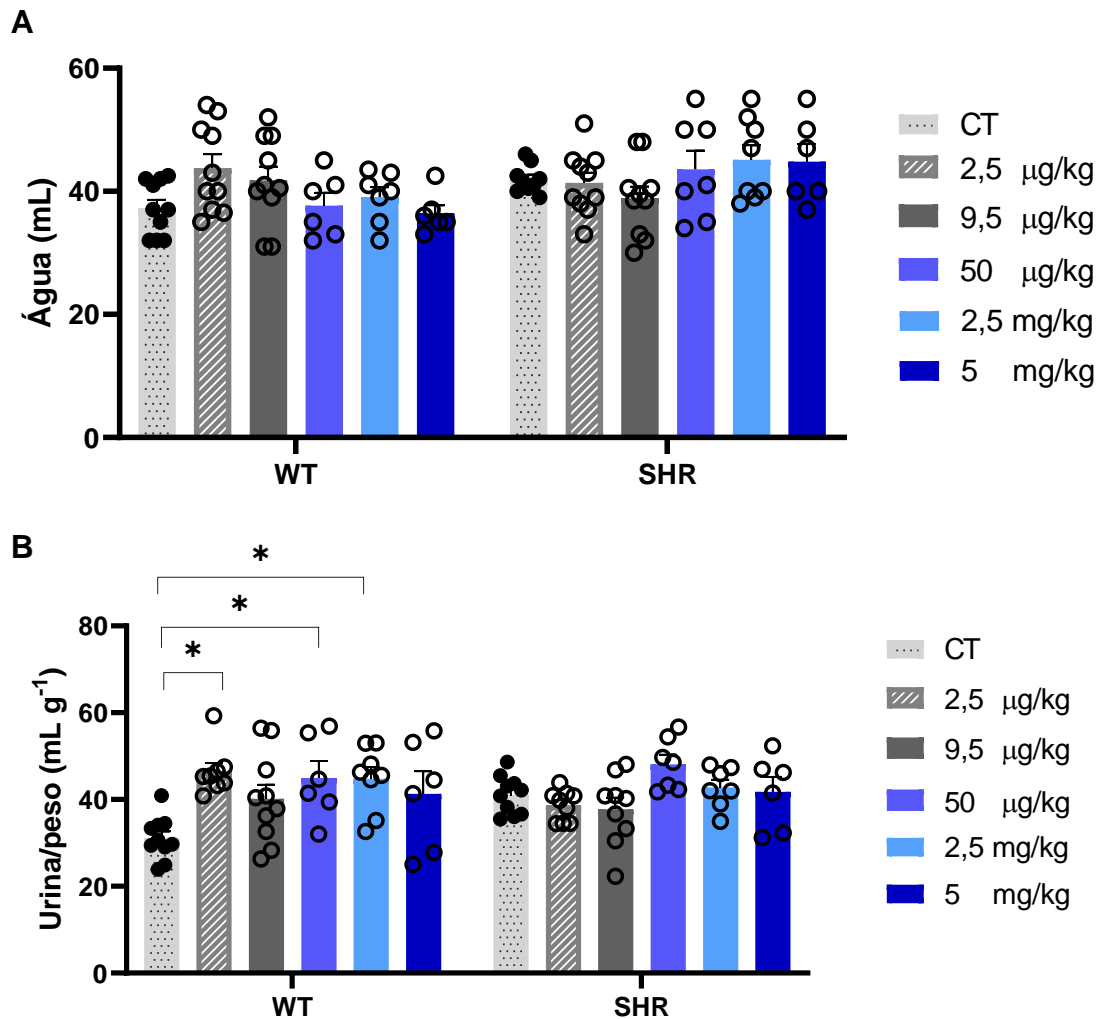 A
60
40
20
0
Água (mL)
WT
SHR
CT
2,5 µg/kg
9,5 µg/kg
50 µg/kg
2,5 mg/kg
5 mg/kg
B
*
*
*
80
60
40
20
0
Urina/peso (mL g⁻¹)
WT
SHR
CT
2,5 µg/kg
9,5 µg/kg
50 µg/kg
2,5 mg/kg
5 mg/kg